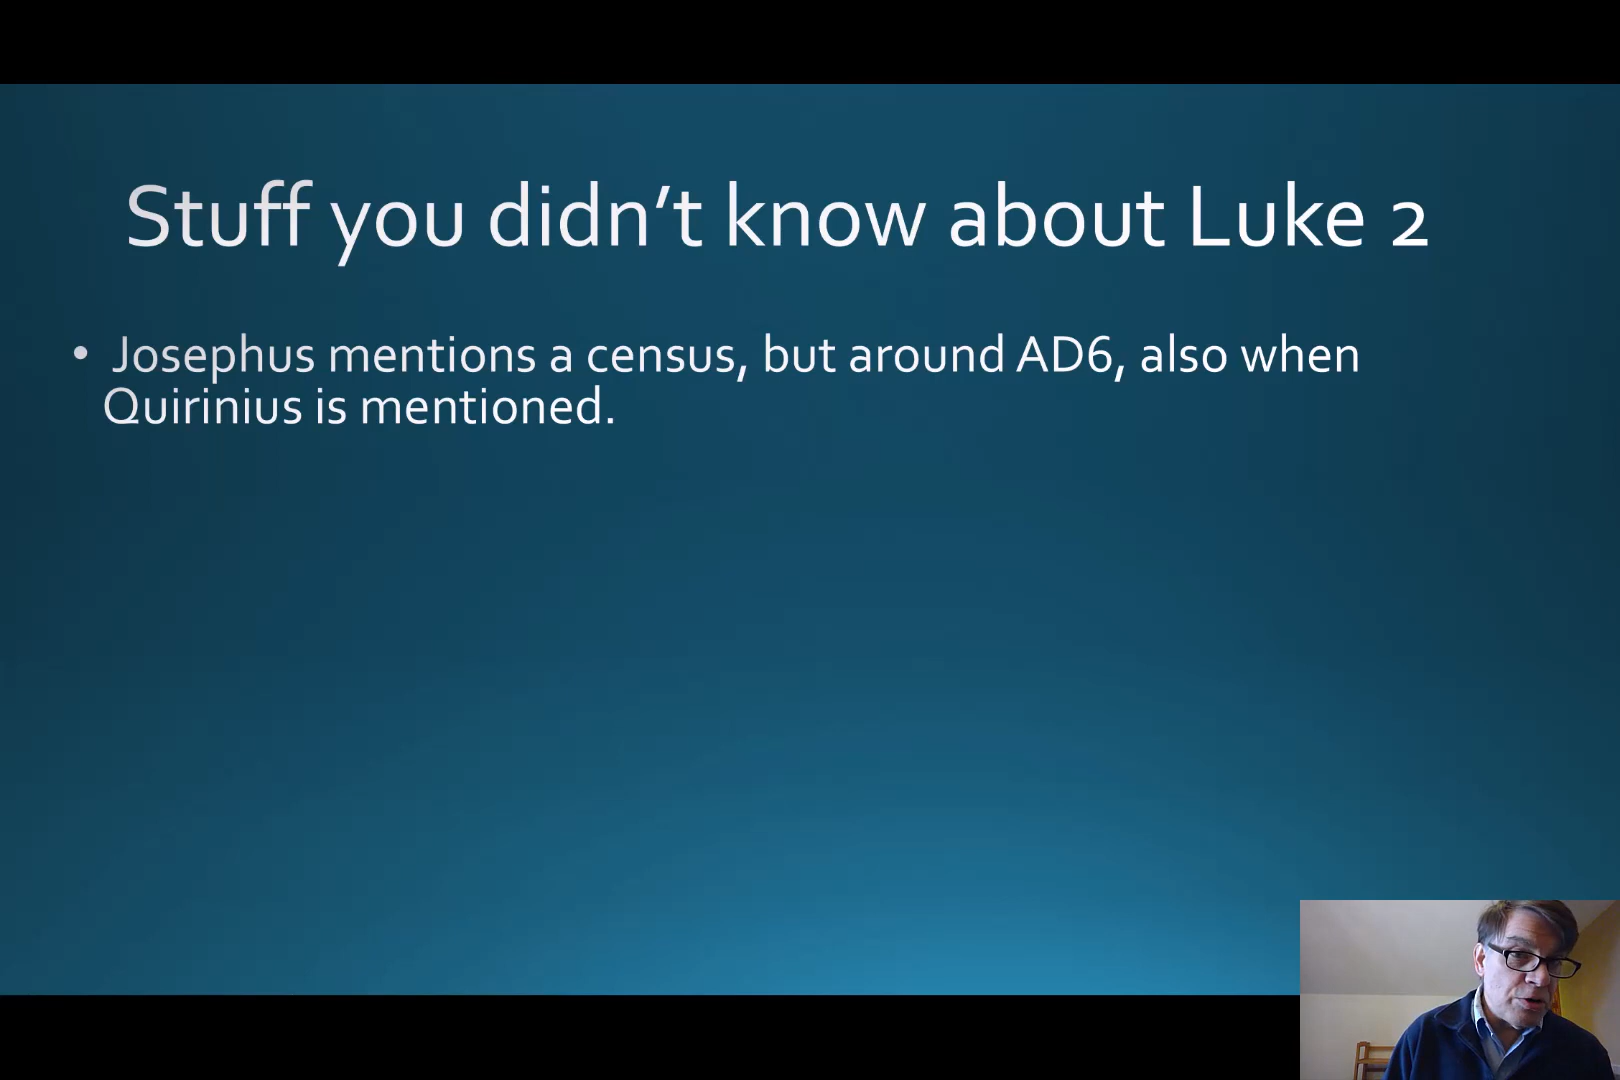 Stuff you didn’t know about Luke 2
• Josephus mentions a census, but around AD6, also when
Quirinius is mentioned.